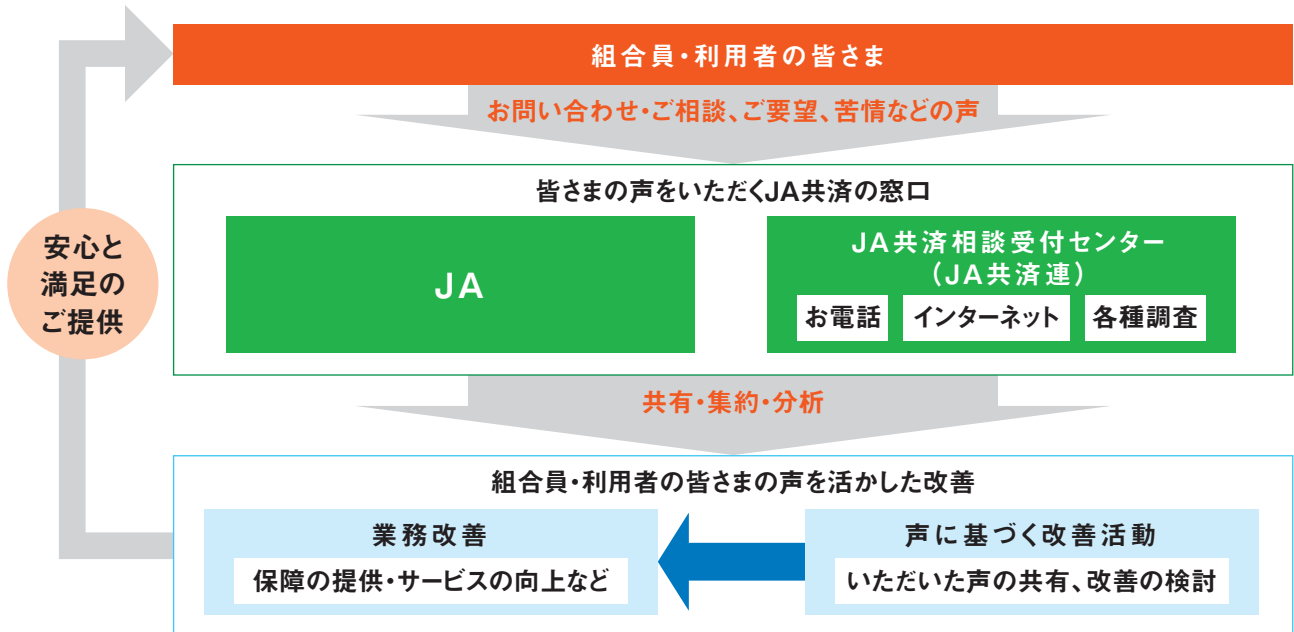 組合員・利用者の皆さま
お問い合わせ・ご相談、ご要望、苦情などの声
皆さまの声をいただくJA共済の窓口
JA
JA共済相談受付センター
(JA共済連)
お電話
インターネット
各種調査
共有・集約・分析
組合員・利用者の皆さまの声を活かした改善
業務改善
保障の提供・サービスの向上など
声に基づく改善活動
いただいた声の共有、改善の検討
安心と
満足の
ご提供